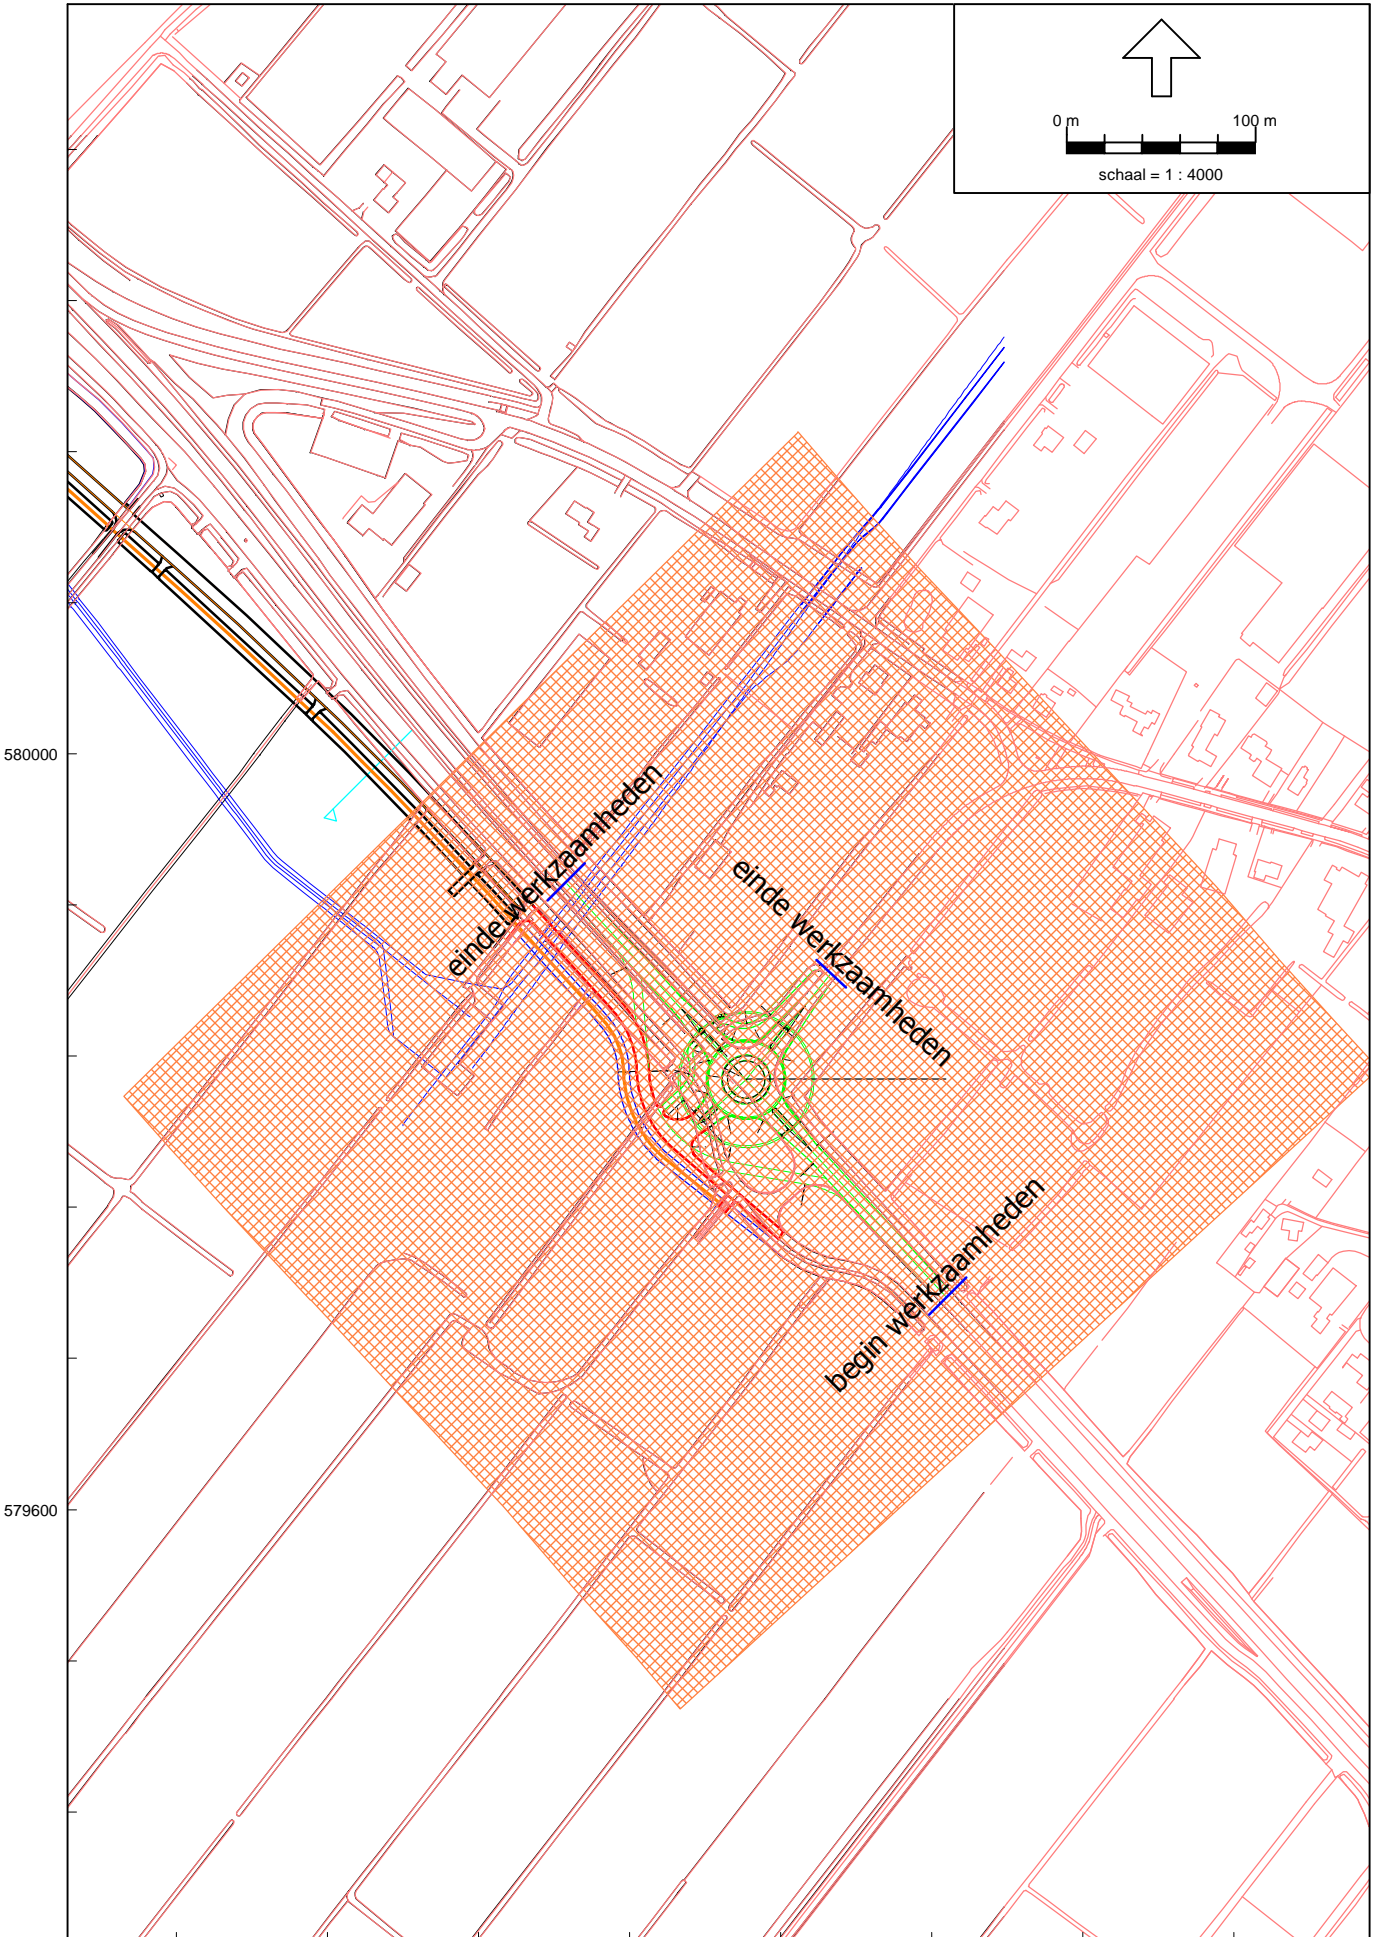 0 m 100 m
schaal = 1 : 4000
580000
einde werkzaamheden
einde werkzaamheden
begin werkzaamheden
579600